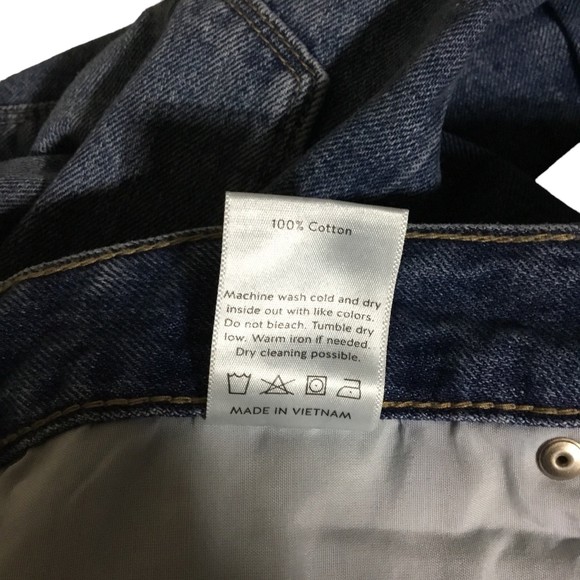 100% Cotton
Machine wash cold and dry
inside out with like colors.
Do not bleach. Tumble dry
low. Warm iron if needed.
Dry cleaning possible.
MADE IN VIETNAM